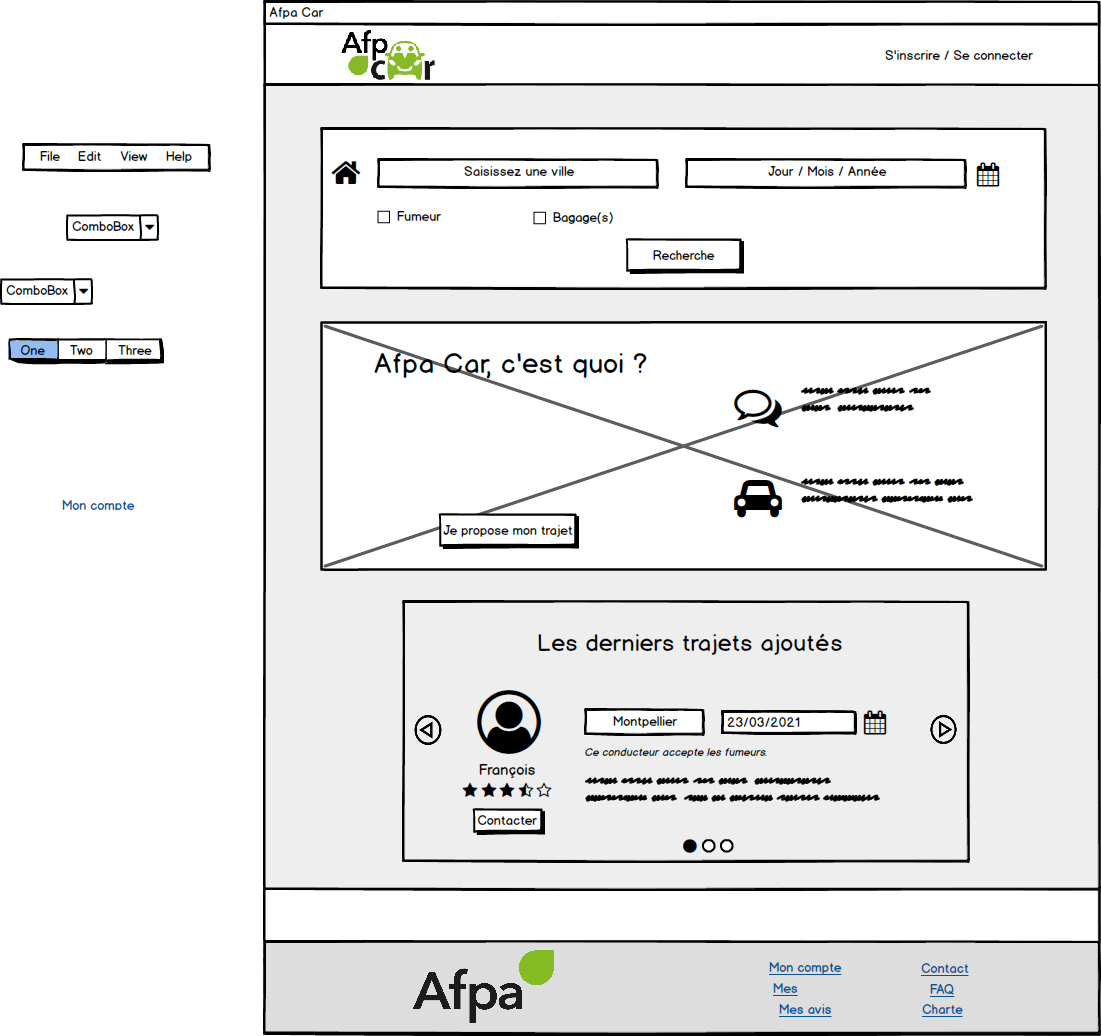 Afpa Car
Afpa
car
S'inscrire / Se connecter
File Edit View Help
Saisissez une ville
Jour / Mois / Année
Fumeur
Bagage(s)
ComboBox
Recherche
ComboBox
One Two Three
Afpa Car, c'est quoi ?
Mon compte
Je propose mon trajet
Les derniers trajets ajoutés
Montpellier
23/03/2021
Ce conducteur accepte les fumeurs.
François
Contacter
Afpa
Mon compte
Mes
Mes avis
Contact
FAQ
Charte